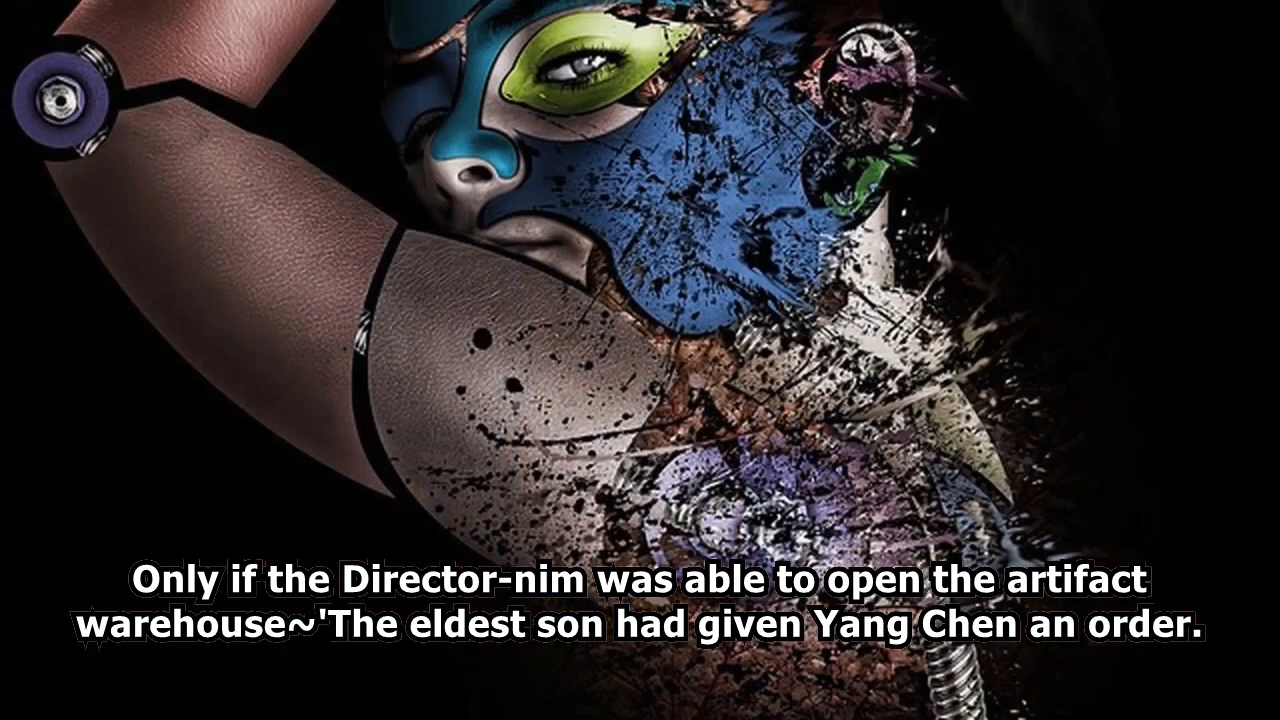 Only if the Director-nim was able to open the artifact
warehouse~'The eldest son had given Yang Chen an order.